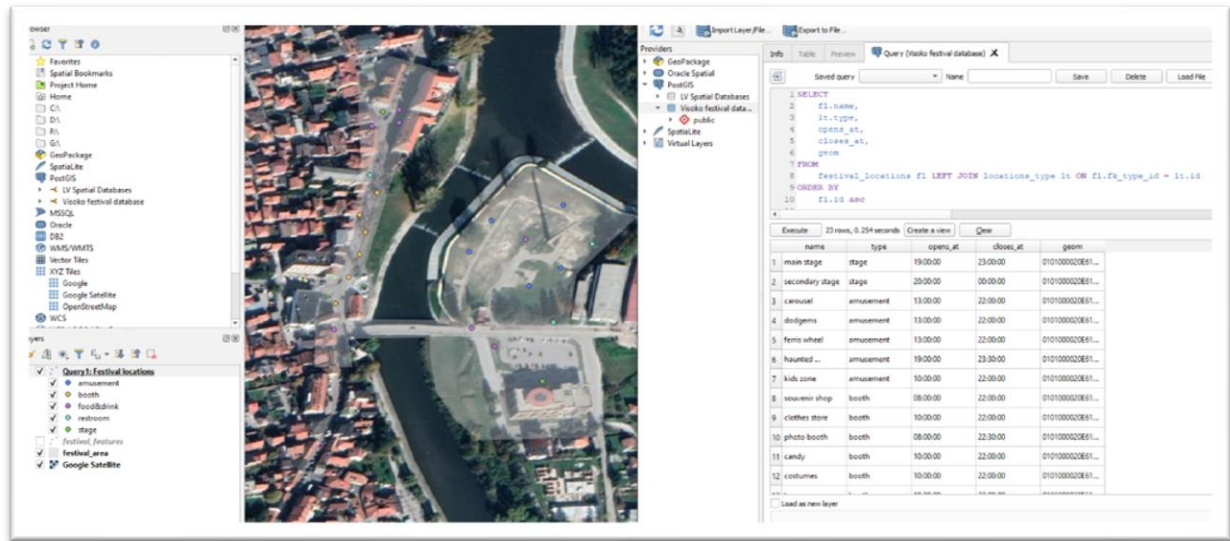 rowser
Favorites
Spatial Bookmarks
Project Home
Home
C:\
D:\
F:\
G:\
GeoPackage
SpatiaLite
PostGIS
LV Spatial Databases
Visoko festival database
MSSQL
Oracle
DB2
WMS/WMTS
Vector Tiles
XYZ Tiles
Google
Google Satellite
OpenStreetMap
WCS
ayers
Query1: Festival locations
amusement
booth
food&drink
restroom
stage
festival_features
festival_area
Google Satellite
Import Layer/File...
Export to File...
Providers
GeoPackage
Oracle Spatial
PostGIS
LV Spatial Databases
Visoko festival data...
public
SpatiaLite
Virtual Layers
Info Table Preview Query (Visoko festival database)
Saved query Name Save Delete Load File
1 SELECT
2 fl.name,
3 lt.type,
4 opens_at,
5 closes_at,
6 geom
7 FROM
8 festival_locations fl LEFT JOIN locations_type lt ON fl.fk_type_id = lt.id
9 ORDER BY
10 fl.id asc
Execute 23 rows, 0.254 seconds Create a view Clear
name type opens_at closes_at geom
1 main stage stage 19:00:00 23:00:00 0101000020E61...
2 secondary stage stage 20:00:00 00:00:00 0101000020E61...
3 carousel amusement 13:00:00 22:00:00 0101000020E61...
4 dodgems amusement 13:00:00 22:00:00 0101000020E61...
5 ferris wheel amusement 13:00:00 22:00:00 0101000020E61...
6 haunted ... amusement 19:00:00 23:30:00 0101000020E61...
7 kids zone amusement 10:00:00 22:00:00 0101000020E61...
8 souvenir shop booth 08:00:00 22:00:00 0101000020E61...
9 clothes store booth 10:00:00 22:00:00 0101000020E61...
10 photo booth booth 08:00:00 22:30:00 0101000020E61...
11 candy booth 10:00:00 22:00:00 0101000020E61...
12 costumes booth 10:00:00 22:00:00 0101000020E61...
Load as new layer